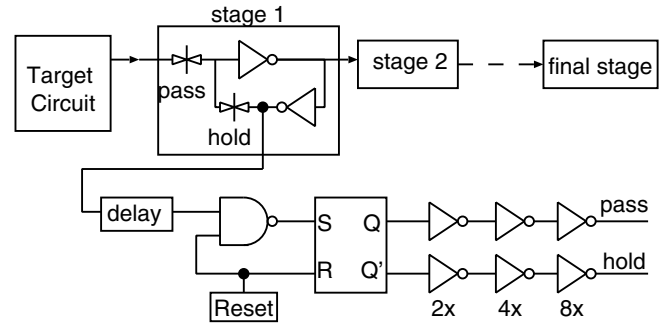 stage 1
Target
Circuit
pass
hold
stage 2
final stage
delay
S
Q
R
Q'
Reset
pass
hold
2x
4x
8x